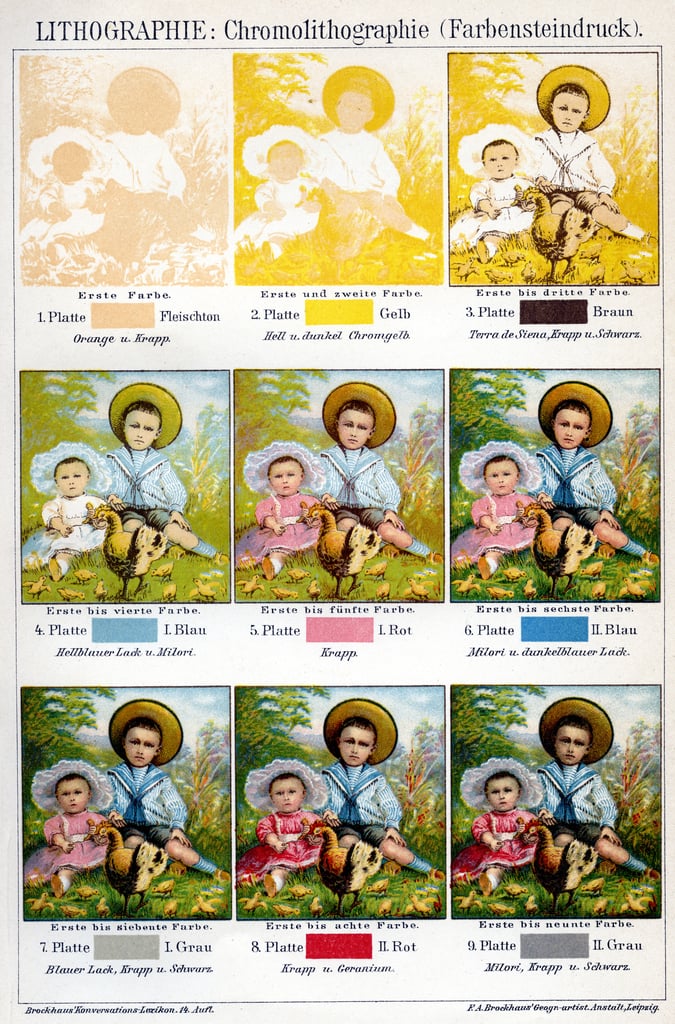 LITHOGRAPHIE: Chromolithographie (Farbensteindruck).
Erste Farbe.
1. Platte Fleischton
Orange u. Krapp.
Erste und zweite Farbe.
2. Platte Gelb
Hell u. dunkel Chromgelb.
Erste bis dritte Farbe.
3. Platte Braun
Terra de Siena, Krapp u. Schwarz.
Erste bis vierte Farbe.
4. Platte I. Blau
Hellblauer Lack u. Milori.
Erste bis fünfte Farbe.
5. Platte I. Rot
Krapp.
Erste bis sechste Farbe.
6. Platte II. Blau
Milori u. dunkelblauer Lack.
Erste bis siebente Farbe.
7. Platte I. Grau
Blauer Lack, Krapp u. Schwarz.
Erste bis achte Farbe.
8. Platte II. Rot
Krapp u. Geranium.
Erste bis neunte Farbe.
9. Platte II. Grau
Milori, Krapp u. Schwarz.
Brockhaus' Konversations-Lexikon. 14. Aufl.
F. A. Brockhaus' Geogr.-artist. Anstalt, Leipzig.